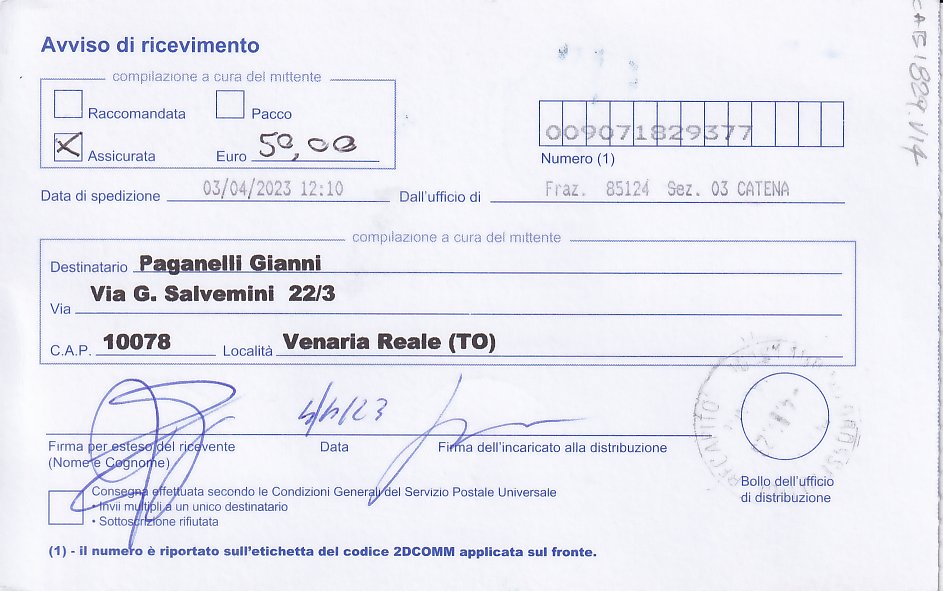 Avviso di ricevimento
compilazione a cura del mittente
Raccomandata
Pacco
X Assicurata
Euro 50,00
009071829377
Numero (1)
Data di spedizione 03/04/2023 12:10
Dall'ufficio di Fraz. 85124 Sez. 03 CATENA
compilazione a cura del mittente
Destinatario Paganelli Gianni
Via Via G. Salvemini 22/3
C.A.P. 10078 Località Venaria Reale (TO)
Firma per esteso del ricevente
(Nome e Cognome)
Data
Firma dell'incaricato alla distribuzione
Bollo dell'ufficio
di distribuzione
Consegna effettuata secondo le Condizioni Generali del Servizio Postale Universale
• Invii multipli a un unico destinatario
• Sottoscrizione rifiutata
(1) - il numero è riportato sull'etichetta del codice 2DCOMM applicata sul fronte.